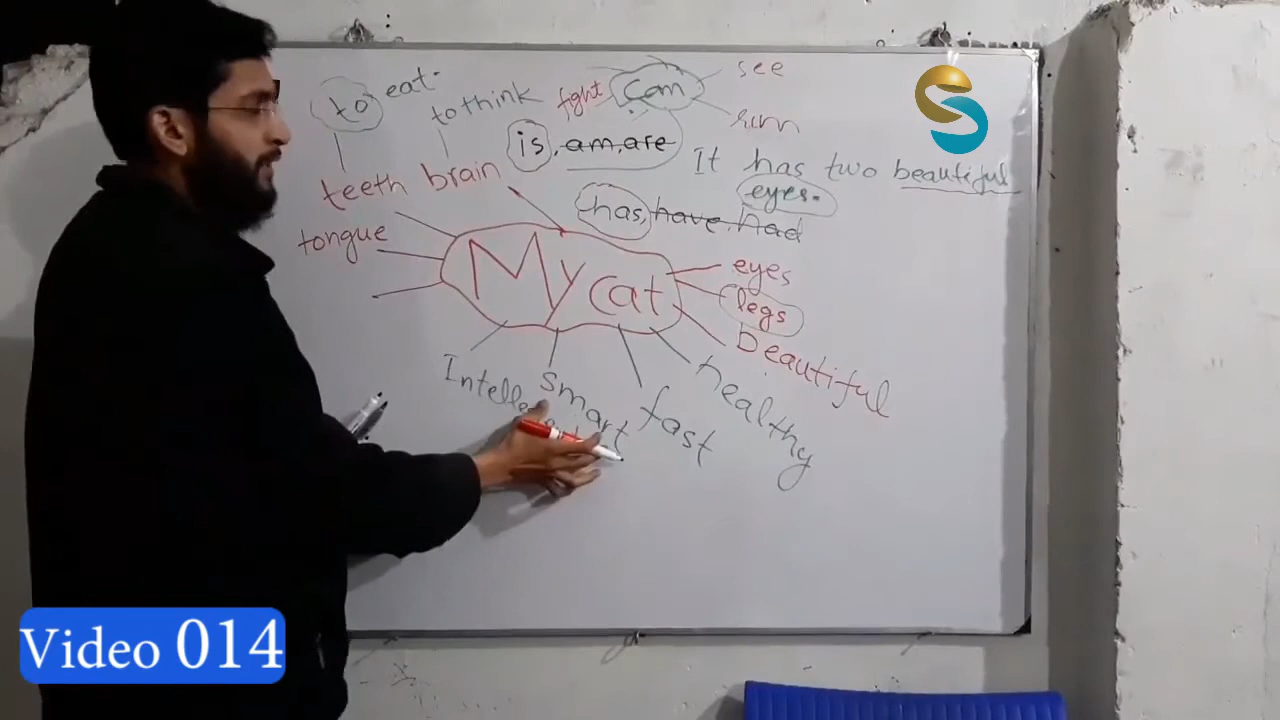 to eat.
to think
fight
Can
see
run
is, am, are
It has two beautiful
eyes.
has, have, had
teeth
brain
tongue
My cat
eyes
legs
beautiful
healthy
fast
smart
Video 014